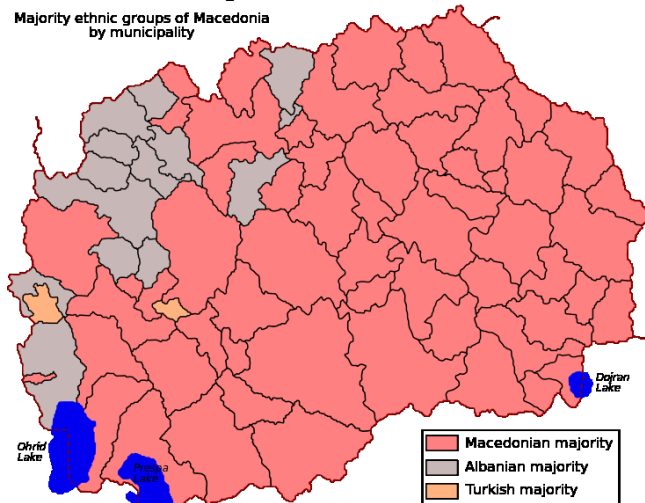 Majority ethnic groups of Macedonia
by municipality
Dojran
Lake
Ohrid
Lake
Prespa
Lake
Macedonian majority
Albanian majority
Turkish majority